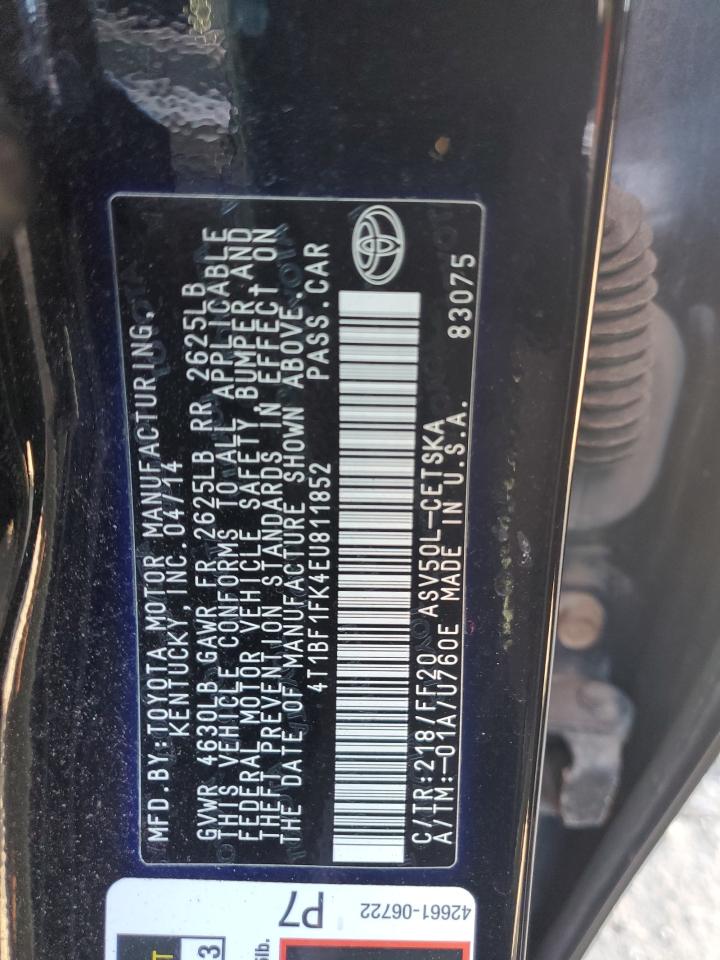 MFD.BY:TOYOTA MOTOR MANUFACTURING.
KENTUCKY, INC.04/14
GVWR 4630LB GAWR FR 2625LB RR 2625LB
THIS VEHICLE CONFORMS TO ALL APPLICABLE
FEDERAL MOTOR VEHICLE SAFETY,BUMPER,AND
THEFT PREVENTION STANDARDS IN EFFECT ON
THE DATE OF MANUFACTURE SHOWN ABOVE.
4T1BF1FK4EU811852 PASS.CAR
C/TR:218/FF20 ASV50L-CETSKA 83075
A/TM:-01A/U760E MADE IN U.S.A.
42661-06722
P7
3